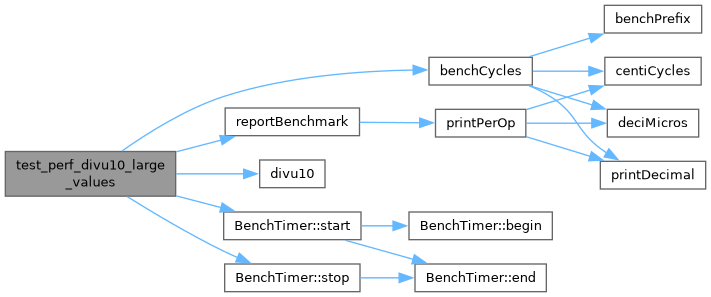 test_perf_divu10_large
_values
benchCycles
reportBenchmark
divu10
BenchTimer::start
BenchTimer::stop
printPerOp
BenchTimer::begin
BenchTimer::end
benchPrefix
centiCycles
deciMicros
printDecimal